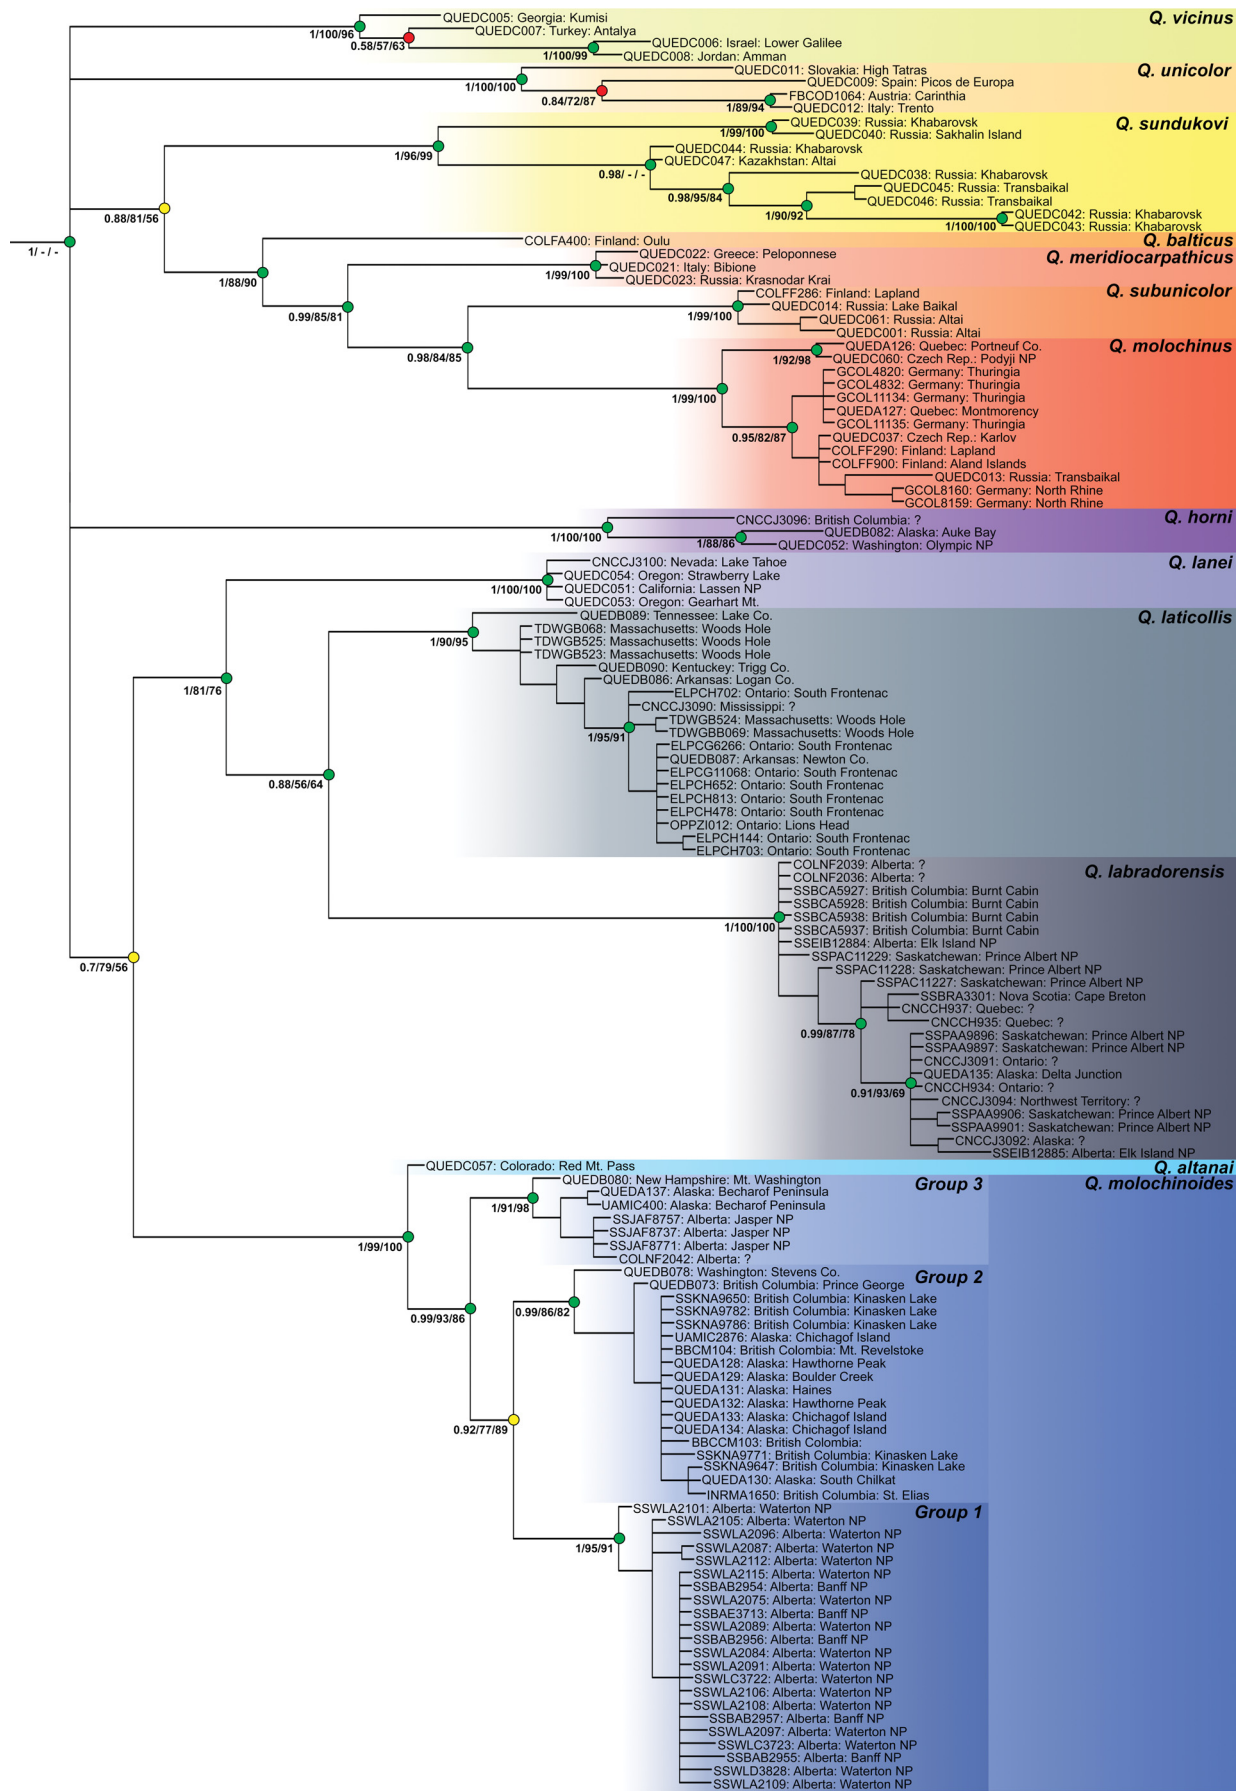 Q. vicinus
QUEDC005: Georgia: Kumisi
1/100/96
QUEDC007: Turkey: Antalya
0.58/57/63
QUEDC006: Israel: Lower Galilee
1/100/99
QUEDC008: Jordan: Amman
Q. unicolor
QUEDC011: Slovakia: High Tatras
1/100/100
QUEDC009: Spain: Picos de Europa
0.84/72/87
FBCOD1064: Austria: Carinthia
1/89/94
QUEDC012: Italy: Trento
Q. sundukovi
QUEDC039: Russia: Khabarovsk
1/99/100
QUEDC040: Russia: Sakhalin Island
1/96/99
QUEDC044: Russia: Khabarovsk
QUEDC047: Kazakhstan: Altai
0.98/ - / -
QUEDC038: Russia: Khabarovsk
0.98/95/84
QUEDC045: Russia: Transbaikal
QUEDC046: Russia: Transbaikal
1/90/92
QUEDC042: Russia: Khabarovsk
1/100/100
QUEDC043: Russia: Khabarovsk
0.88/81/56
1/ - / -
Q. balticus
COLFA400: Finland: Oulu
1/88/90
Q. meridiocarpathicus
QUEDC022: Greece: Peloponnese
QUEDC021: Italy: Bibione
1/99/100
QUEDC023: Russia: Krasnodar Krai
0.99/85/81
Q. subunicolor
COLFF286: Finland: Lapland
QUEDC014: Russia: Lake Baikal
1/99/100
QUEDC061: Russia: Altai
QUEDC001: Russia: Altai
0.98/84/85
Q. molochinus
QUEDA126: Quebec: Portneuf Co.
1/92/98
QUEDC060: Czech Rep.: Podyji NP
1/99/100
GCOL4820: Germany: Thuringia
GCOL4832: Germany: Thuringia
GCOL11134: Germany: Thuringia
QUEDA127: Quebec: Montmorency
GCOL11135: Germany: Thuringia
0.95/82/87
QUEDC037: Czech Rep.: Karlov
COLFF290: Finland: Lapland
COLFF900: Finland: Aland Islands
QUEDC013: Russia: Transbaikal
GCOL8160: Germany: North Rhine
GCOL8159: Germany: North Rhine
Q. horni
CNCCJ3096: British Columbia: ?
1/100/100
QUEDB082: Alaska: Auke Bay
1/88/86
QUEDC052: Washington: Olympic NP
Q. lanei
CNCCJ3100: Nevada: Lake Tahoe
QUEDC054: Oregon: Strawberry Lake
1/100/100
QUEDC051: California: Lassen NP
QUEDC053: Oregon: Gearhart Mt.
Q. laticollis
QUEDB089: Tennessee: Lake Co.
1/90/95
TDWGB068: Massachusetts: Woods Hole
TDWGB525: Massachusetts: Woods Hole
TDWGB523: Massachusetts: Woods Hole
QUEDB090: Kentucky: Trigg Co.
QUEDB086: Arkansas: Logan Co.
1/81/76
ELPCH702: Ontario: South Frontenac
CNCCJ3090: Mississippi: ?
TDWGB524: Massachusetts: Woods Hole
1/95/91
TDWGBB069: Massachusetts: Woods Hole
ELPCG6266: Ontario: South Frontenac
QUEDB087: Arkansas: Newton Co.
ELPCG11068: Ontario: South Frontenac
0.88/56/64
ELPCH652: Ontario: South Frontenac
ELPCH813: Ontario: South Frontenac
ELPCH478: Ontario: South Frontenac
OPPZI012: Ontario: Lions Head
ELPCH144: Ontario: South Frontenac
ELPCH703: Ontario: South Frontenac
Q. labradorensis
COLNF2039: Alberta: ?
COLNF2036: Alberta: ?
SSBCA5927: British Columbia: Burnt Cabin
SSBCA5928: British Columbia: Burnt Cabin
SSBCA5938: British Columbia: Burnt Cabin
1/100/100
SSBCA5937: British Columbia: Burnt Cabin
SSEIB12884: Alberta: Elk Island NP
SSPAC11229: Saskatchewan: Prince Albert NP
SSPAC11228: Saskatchewan: Prince Albert NP
0.7/79/56
SSPAC11227: Saskatchewan: Prince Albert NP
SSBRA3301: Nova Scotia: Cape Breton
CNCCH937: Quebec: ?
CNCCH935: Quebec: ?
0.99/87/78
SSPAA9896: Saskatchewan: Prince Albert NP
SSPAA9897: Saskatchewan: Prince Albert NP
CNCCJ3091: Ontario: ?
QUEDA135: Alaska: Delta Junction
CNCCH934: Ontario: ?
0.91/93/69
CNCCJ3094: Northwest Territory: ?
SSPAA9906: Saskatchewan: Prince Albert NP
SSPAA9901: Saskatchewan: Prince Albert NP
CNCCJ3092: Alaska: ?
SSEIB12885: Alberta: Elk Island NP
Q. altanai
QUEDC057: Colorado: Red Mt. Pass
Q. molochinoides
Group 3
QUEDB080: New Hampshire: Mt. Washington
QUEDA137: Alaska: Becharof Peninsula
1/91/98
UAMIC400: Alaska: Becharof Peninsula
SSJAF8757: Alberta: Jasper NP
SSJAF8737: Alberta: Jasper NP
1/99/100
SSJAF8771: Alberta: Jasper NP
COLNF2042: Alberta: ?
Group 2
QUEDB078: Washington: Stevens Co.
QUEDB073: British Columbia: Prince George
SSKNA9650: British Columbia: Kinasken Lake
0.99/86/82
SSKNA9782: British Columbia: Kinasken Lake
0.99/93/86
SSKNA9786: British Columbia: Kinasken Lake
UAMIC2876: Alaska: Chichagof Island
BBCM104: British Colombia: Mt. Revelstoke
QUEDA128: Alaska: Hawthorne Peak
QUEDA129: Alaska: Boulder Creek
QUEDA131: Alaska: Haines
QUEDA132: Alaska: Hawthorne Peak
QUEDA133: Alaska: Chichagof Island
0.92/77/89
QUEDA134: Alaska: Chichagof Island
BBCCM103: British Colombia:
SSKNA9771: British Columbia: Kinasken Lake
SSKNA9647: British Columbia: Kinasken Lake
QUEDA130: Alaska: South Chilkat
INRMA1650: British Columbia: St. Elias
Group 1
SSWLA2101: Alberta: Waterton NP
SSWLA2105: Alberta: Waterton NP
SSWLA2096: Alberta: Waterton NP
1/95/91
SSWLA2087: Alberta: Waterton NP
SSWLA2112: Alberta: Waterton NP
SSWLA2115: Alberta: Waterton NP
SSBAB2954: Alberta: Banff NP
SSWLA2075: Alberta: Waterton NP
SSBAE3713: Alberta: Banff NP
SSWLA2089: Alberta: Waterton NP
SSBAB2956: Alberta: Banff NP
SSWLA2084: Alberta: Waterton NP
SSWLA2091: Alberta: Waterton NP
SSWLC3722: Alberta: Waterton NP
SSWLA2106: Alberta: Waterton NP
SSWLA2108: Alberta: Waterton NP
SSBAB2957: Alberta: Banff NP
SSWLA2097: Alberta: Waterton NP
SSWLC3723: Alberta: Waterton NP
SSBAB2955: Alberta: Banff NP
SSWLD3828: Alberta: Waterton NP
SSWLA2109: Alberta: Waterton NP